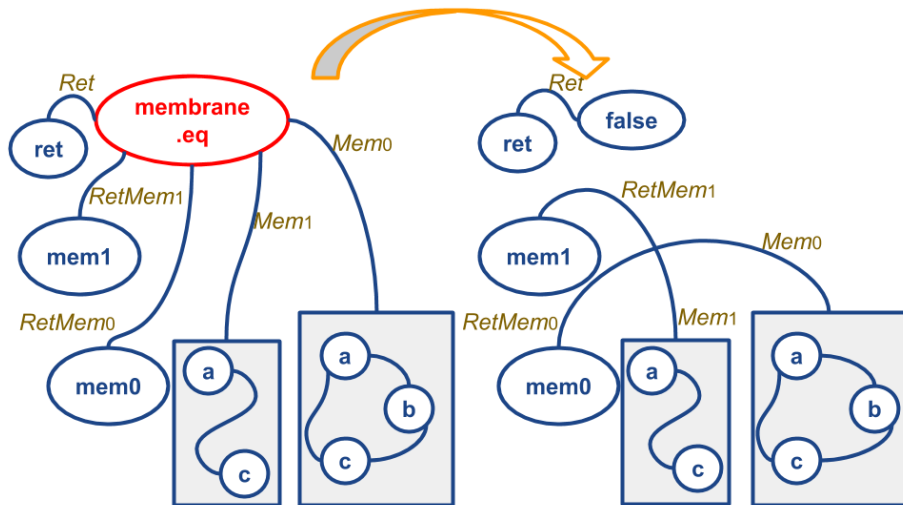 Ret
membrane
.eq
ret
Mem0
RetMem1
Mem1
mem1
RetMem0
mem0
a
c
a
b
c
Ret
false
ret
RetMem1
Mem0
mem1
RetMem0
Mem1
mem0
a
c
a
b
c